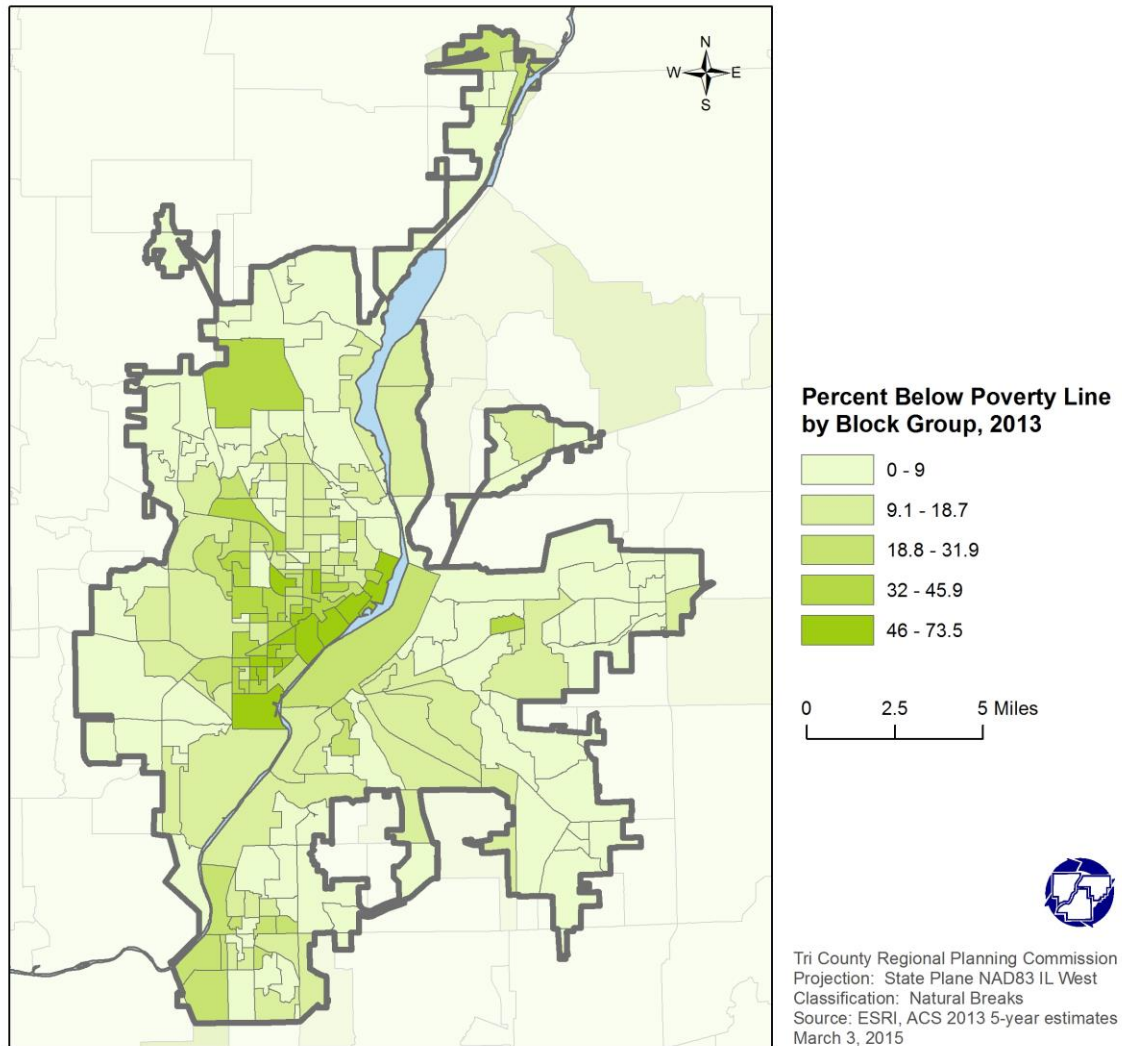 N
W E
S
Percent Below Poverty Line
by Block Group, 2013
0 - 9
9.1 - 18.7
18.8 - 31.9
32 - 45.9
46 - 73.5
0 2.5 5 Miles
Tri County Regional Planning Commission
Projection: State Plane NAD83 IL West
Classification: Natural Breaks
Source: ESRI, ACS 2013 5-year estimates
March 3, 2015